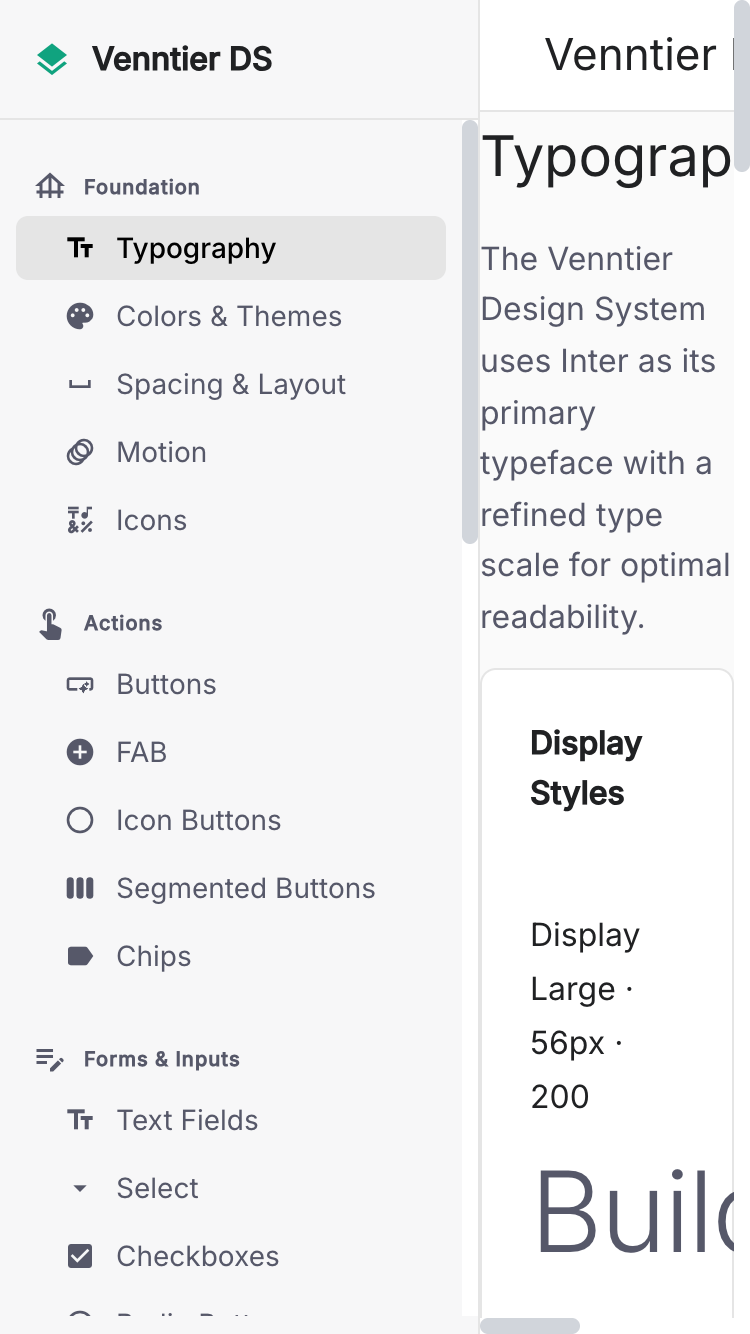 Venntier DS
Foundation
Typography
Colors & Themes
Spacing & Layout
Motion
Icons
Actions
Buttons
FAB
Icon Buttons
Segmented Buttons
Chips
Forms & Inputs
Text Fields
Select
Checkboxes
Venntier
Typograp
The Venntier
Design System
uses Inter as its
primary
typeface with a
refined type
scale for optimal
readability.
Display
Styles
Display
Large ·
56px ·
200
Buil